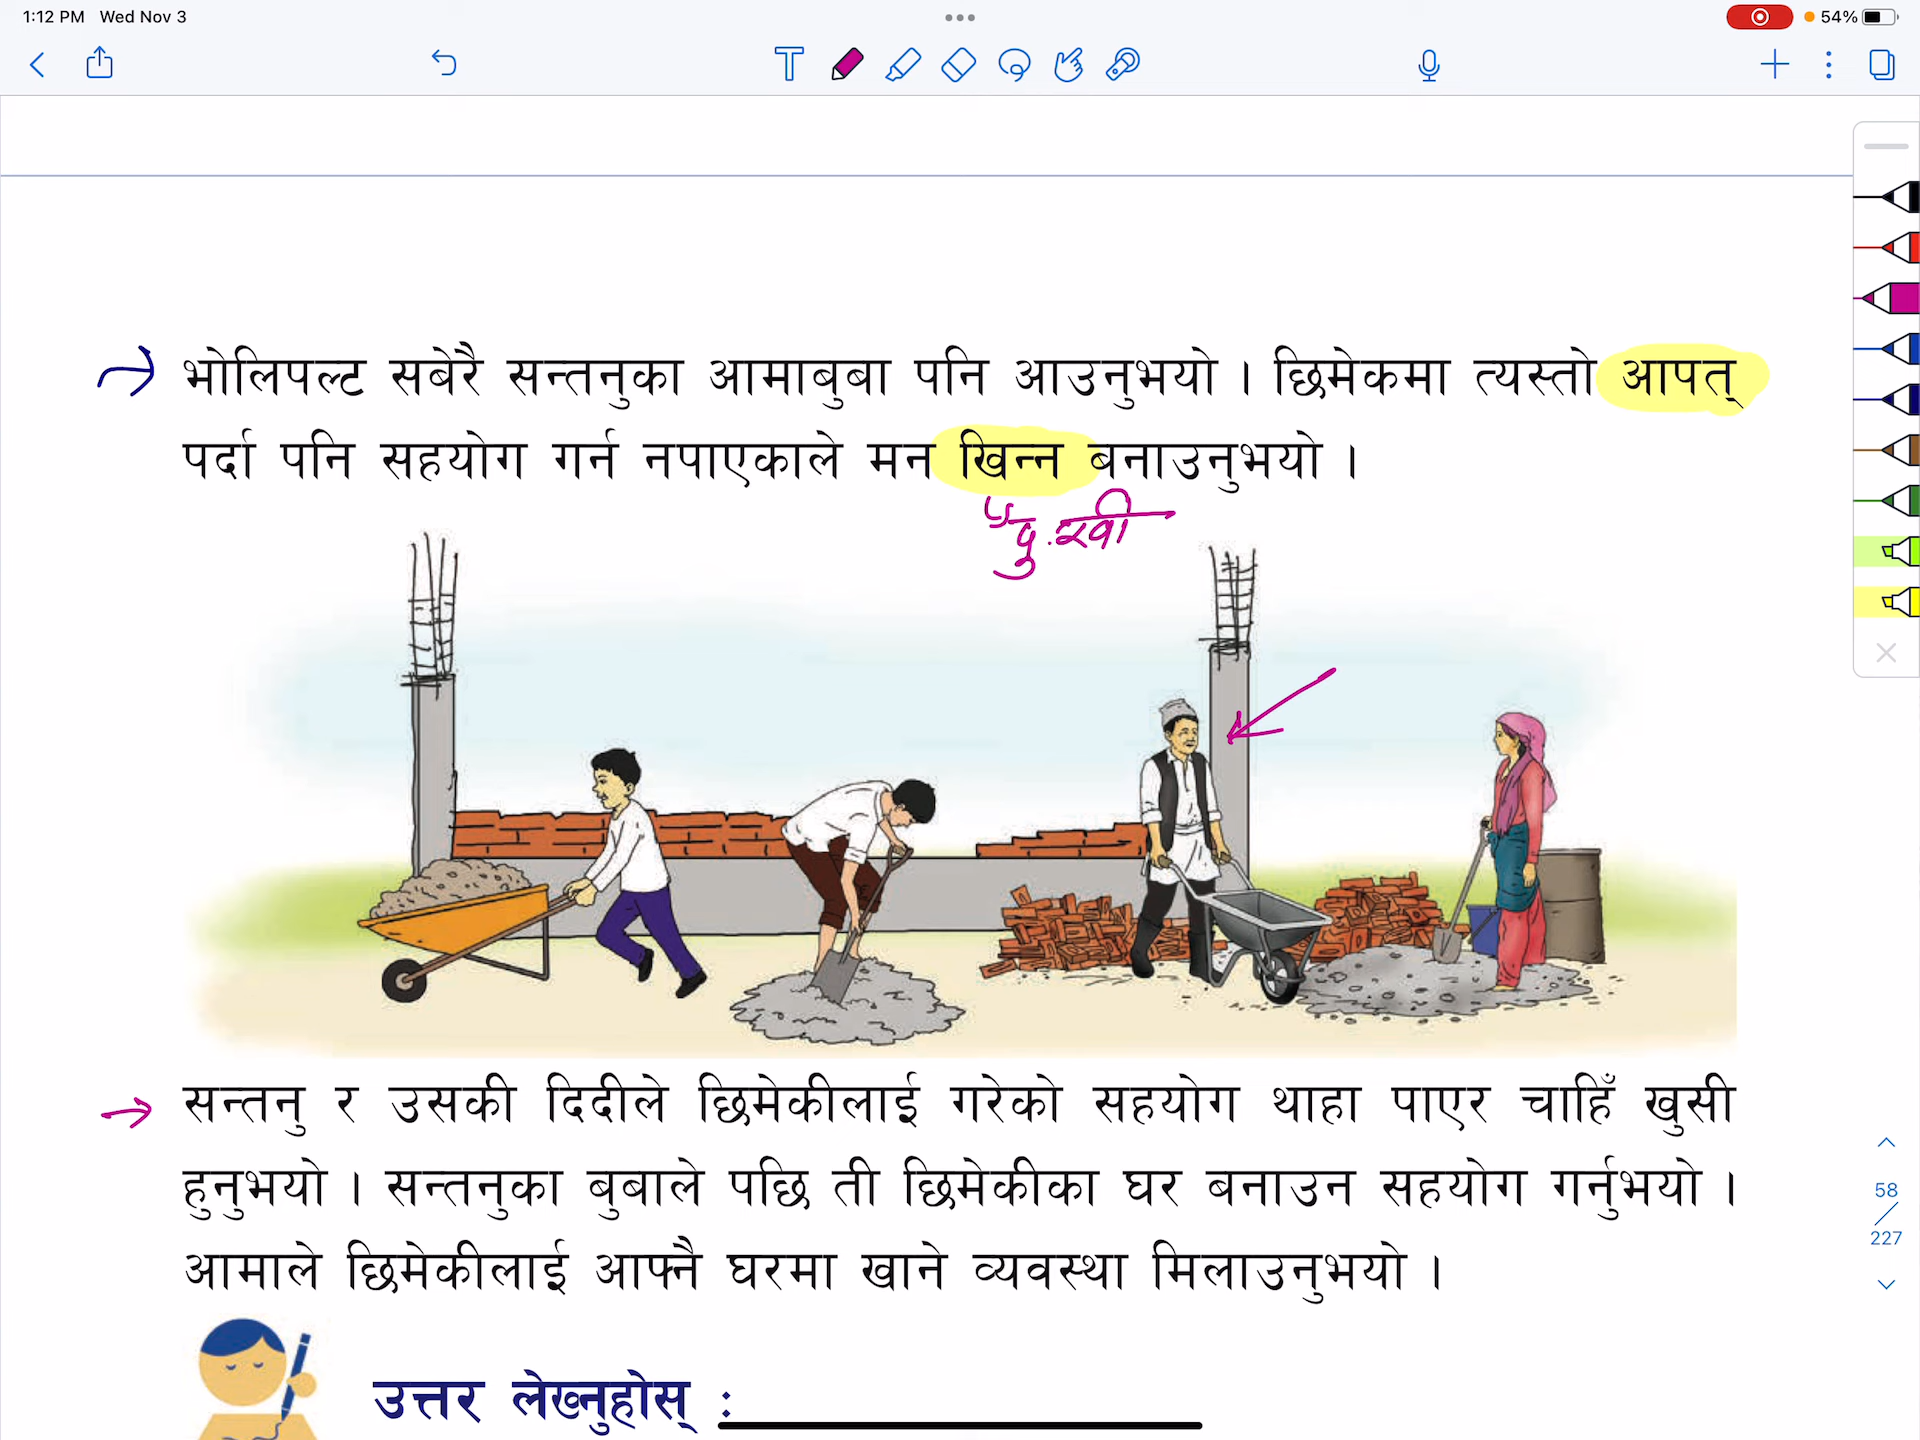 1:12 PM Wed Nov 3
54%
भोलिपल्ट सबेरै सन्तनुका आमाबुबा पनि आउनुभयो । छिमेकमा त्यस्तो आपत्
पर्दा पनि सहयोग गर्न नपाएकाले मन खिन्न बनाउनुभयो ।
दु:खी
सन्तनु र उसकी दिदीले छिमेकीलाई गरेको सहयोग थाहा पाएर चाहिँ खुसी
हुनुभयो । सन्तनुका बुबाले पछि ती छिमेकीका घर बनाउन सहयोग गर्नुभयो ।
आमाले छिमेकीलाई आफ्नै घरमा खाने व्यवस्था मिलाउनुभयो ।
58
/
227
उत्तर लेख्नुहोस् :